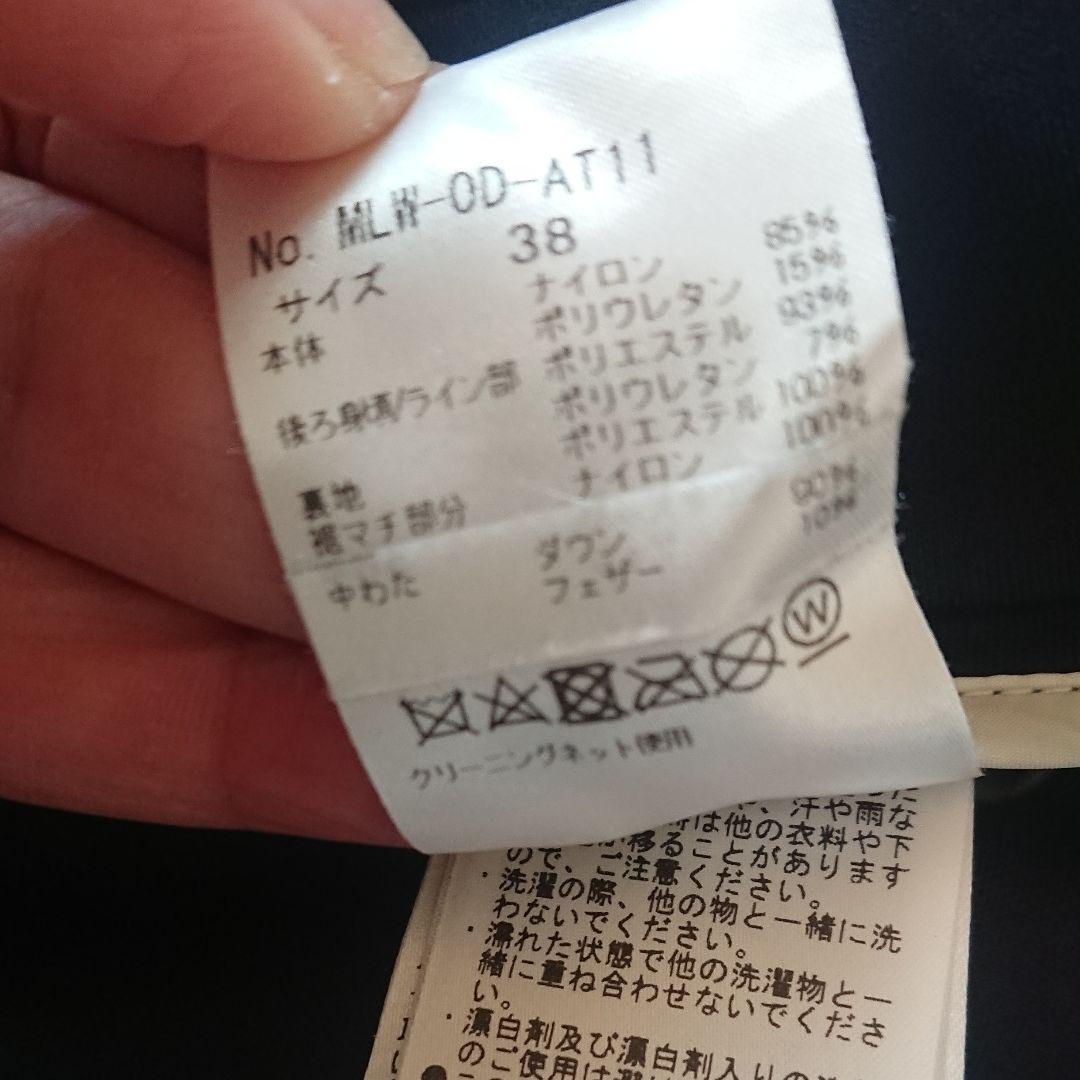 No. MLW-OD-AT11
サイズ 38
本体 ナイロン 85%
ポリウレタン 15%
後ろ身頃/ライン部 ポリエステル 93%
ポリウレタン 7%
裏地 ポリエステル 100%
裾マチ部分 ナイロン 100%
中わた ダウン 90%
フェザー 10%
W
クリーニングネット使用
汗や雨な
は他の衣料や下
移ることがあります
ので、ご注意ください。
・洗濯の際、他の物と一緒に洗
わないでください。
・濡れた状態で他の洗濯物と一
緒に重ね合わせないでくださ
い。
・漂白剤及び漂白剤入りの
のご使用は